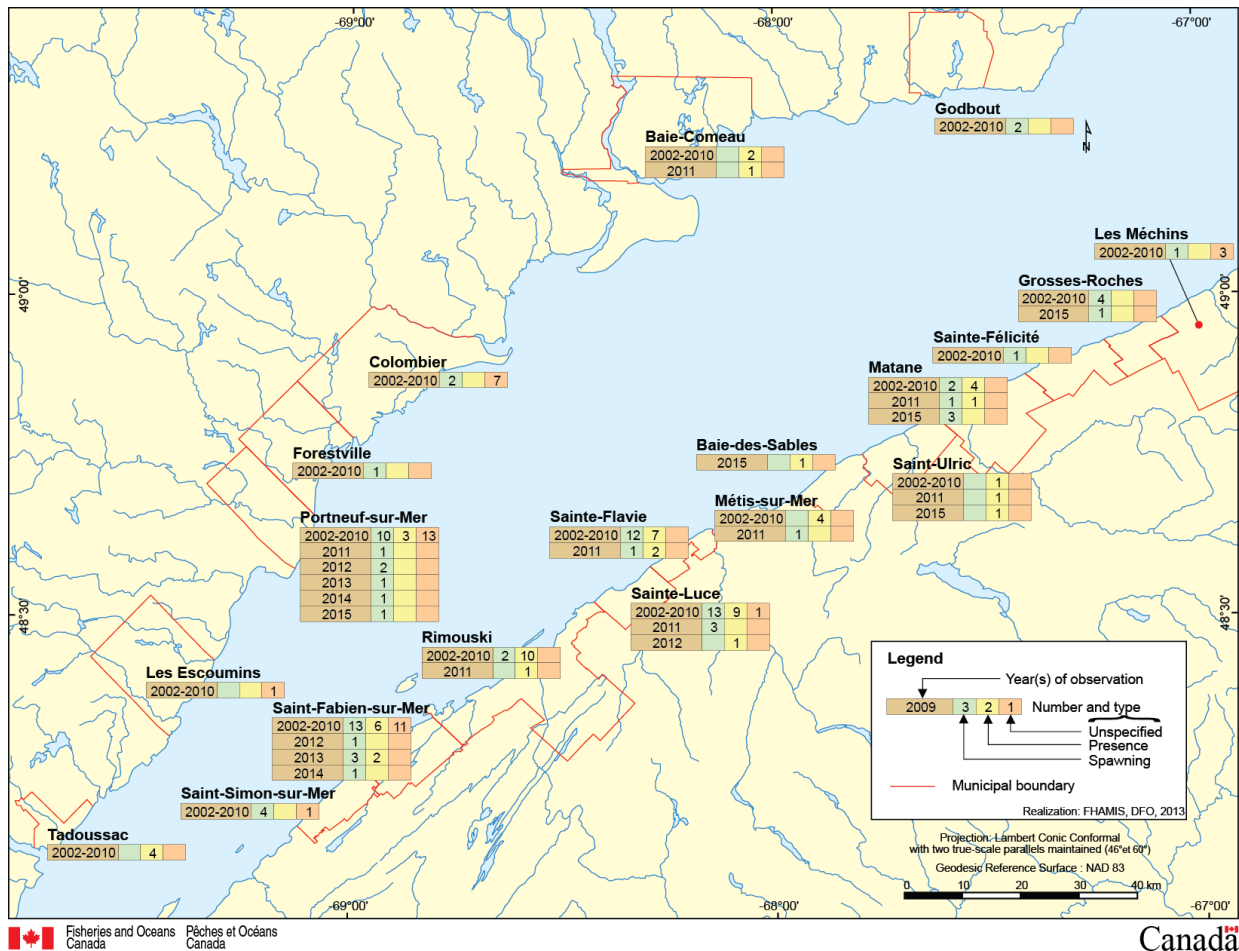 -69°00' -68°00' -67°00'
Godbout
2002-2010 2
N
Baie-Comeau
2002-2010 2
2011 1
Les Méchins
2002-2010 1 3
49°00' 49°00'
Grosses-Roches
2002-2010 4
2015 1
Sainte-Félicité
2002-2010 1
Colombier
2002-2010 2 7
Matane
2002-2010 2 4
2011 1 1
2015 3
Baie-des-Sables
2015 1
Forestville
2002-2010 1
Saint-Ulric
2002-2010 1
2011 1
2015 1
Métis-sur-Mer
2002-2010 4
2011 1
Portneuf-sur-Mer
2002-2010 10 3 13
2011 1
2012 2
2013 1
2014 1
2015 1
Sainte-Flavie
2002-2010 12 7
2011 1 2
Sainte-Luce
2002-2010 13 9 1
2011 3
2012 1
48°30' 48°30'
Rimouski
2002-2010 2 10
2011 1
Les Escoumins
2002-2010 1
Saint-Fabien-sur-Mer
2002-2010 13 6 11
2012 1
2013 3 2
2014 1
Saint-Simon-sur-Mer
2002-2010 4 1
Tadoussac
2002-2010 4
Legend
Year(s) of observation
2009 3 2 1 Number and type
Unspecified
Presence
Spawning
Municipal boundary
Realization: FHAMIS, DFO, 2013
Projection: Lambert Conic Conformal
with two true-scale parallels maintained (46°et 60°)
Geodesic Reference Surface : NAD 83
0 10 20 30 40 km
-69°00' -68°00' -67°00'
Fisheries and Oceans Pêches et Océans
Canada Canada
Canada